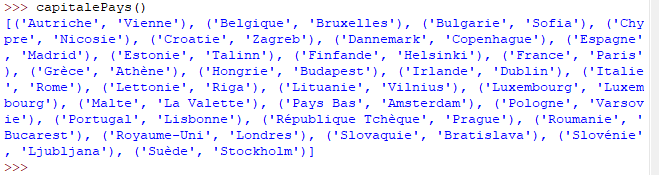 >>> capitalePays()
[('Autriche', 'Vienne'), ('Belgique', 'Bruxelles'), ('Bulgarie', 'Sofia'), ('Chy
pre', 'Nicosie'), ('Croatie', 'Zagreb'), ('Dannemark', 'Copenhague'), ('Espagne'
, 'Madrid'), ('Estonie', 'Talinn'), ('Finfande', 'Helsinki'), ('France', 'Paris'
), ('Grèce', 'Athène'), ('Hongrie', 'Budapest'), ('Irlande', 'Dublin'), ('Italie
', 'Rome'), ('Lettonie', 'Riga'), ('Lituanie', 'Vilnius'), ('Luxembourg', 'Luxem
bourg'), ('Malte', 'La Valette'), ('Pays Bas', 'Amsterdam'), ('Pologne', 'Varsov
ie'), ('Portugal', 'Lisbonne'), ('République Tchèque', 'Prague'), ('Roumanie', '
Bucarest'), ('Royaume-Uni', 'Londres'), ('Slovaquie', 'Bratislava'), ('Slovénie'
, 'Ljubljana'), ('Suède', 'Stockholm')]
>>>